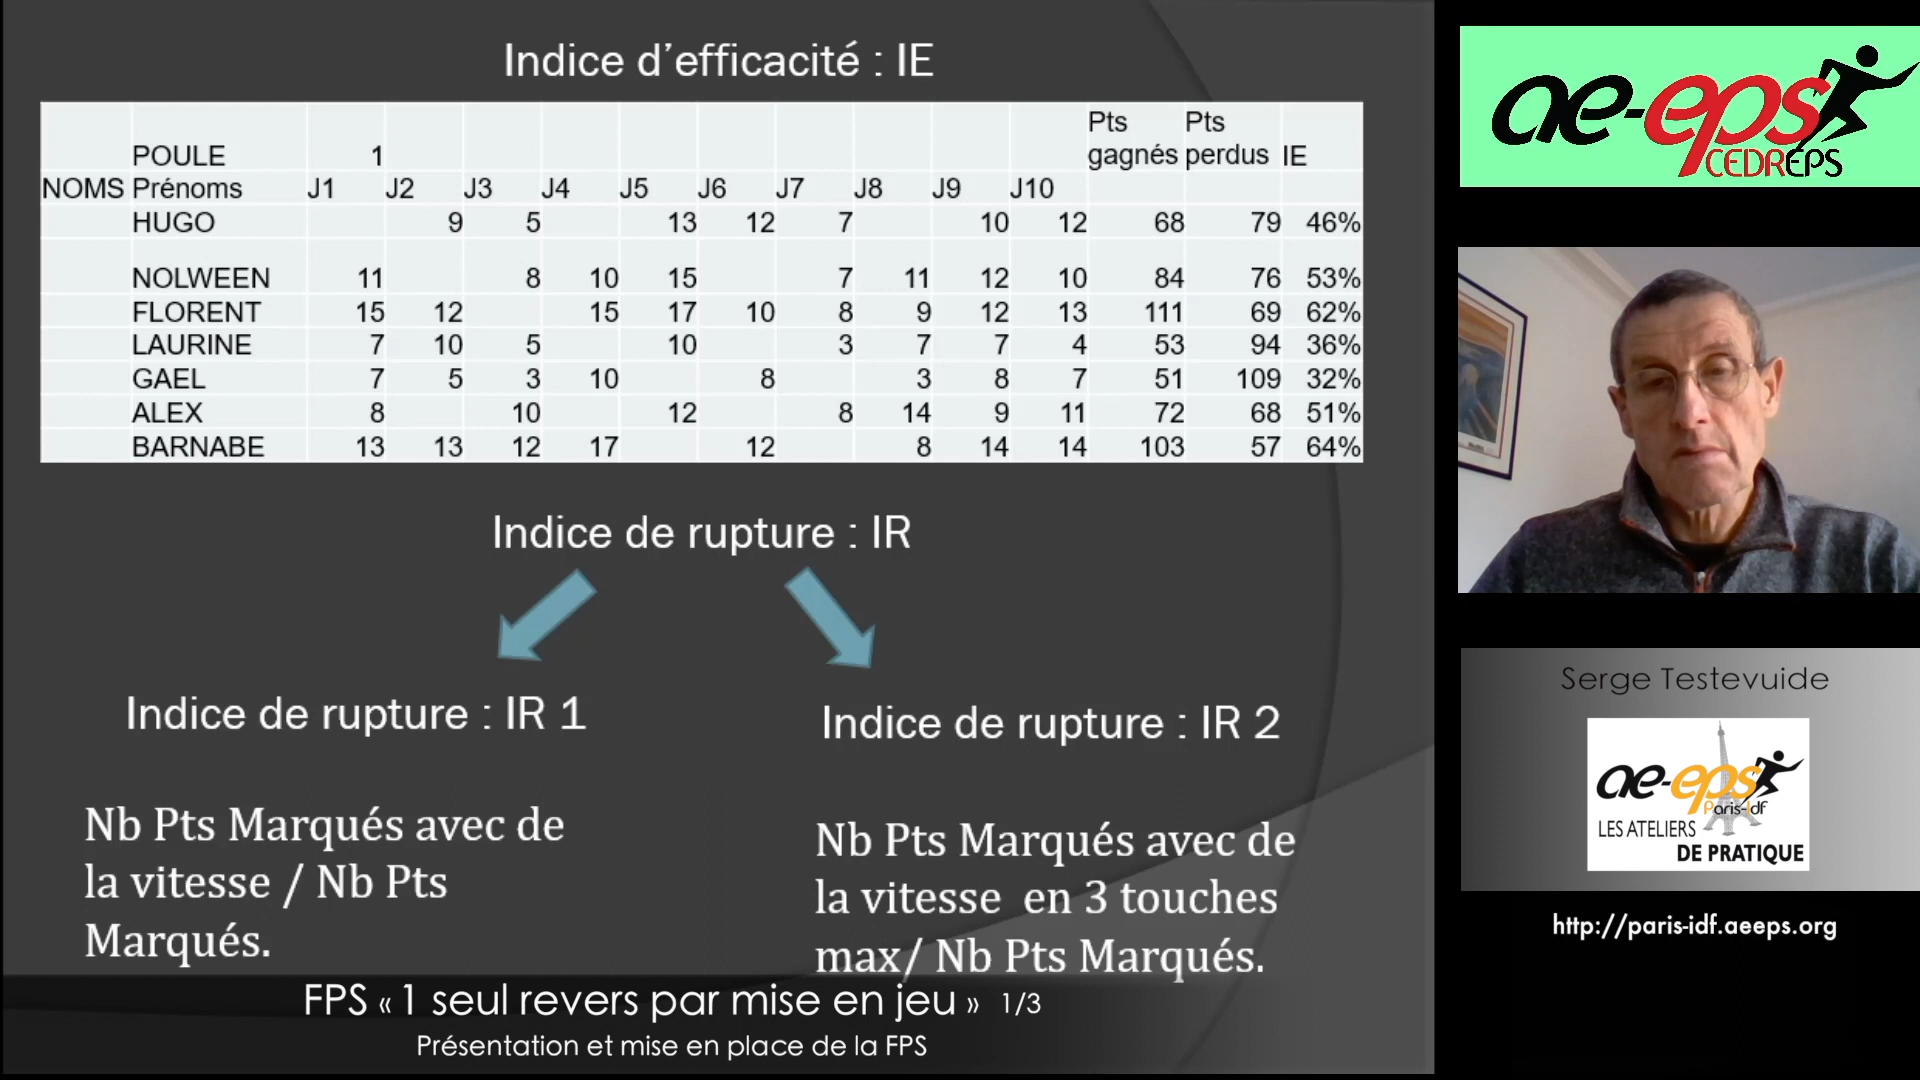 Indice d'efficacité : IE
Pts Pts
POULE 1 gagnés perdus IE
NOMS Prénoms J1 J2 J3 J4 J5 J6 J7 J8 J9 J10
HUGO 9 5 13 12 7 10 12 68 79 46%
NOLWEEN 11 8 10 15 7 11 12 10 84 76 53%
FLORENT 15 12 15 17 10 8 9 12 13 111 69 62%
LAURINE 7 10 5 10 3 7 7 4 53 94 36%
GAEL 7 5 3 10 8 3 8 7 51 109 32%
ALEX 8 10 12 8 14 9 11 72 68 51%
BARNABE 13 13 12 17 12 8 14 14 103 57 64%
Indice de rupture : IR
Indice de rupture : IR 1
Nb Pts Marqués avec de
la vitesse / Nb Pts
Marqués.
Indice de rupture : IR 2
Nb Pts Marqués avec de
la vitesse en 3 touches
max/ Nb Pts Marqués.
FPS « 1 seul revers par mise en jeu » 1/3
Présentation et mise en place de la FPS
ae-eps
CEDREPS
Serge Testevuide
ae-eps
Paris-Idf
LES ATELIERS
DE PRATIQUE
http://paris-idf.aeeps.org